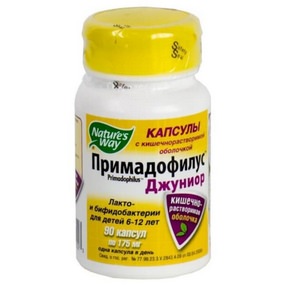 Nature's
Way
КАПСУЛЫ
с кишечнорастворимой
оболочкой
Примадофилус
Primadophilus
Джуниор
Лакто-
и бифидобактерии
для детей 6-12 лет
90 капсул
по 175 мг
одна капсула в день
КИШЕЧНО-
растворимая
оболочка